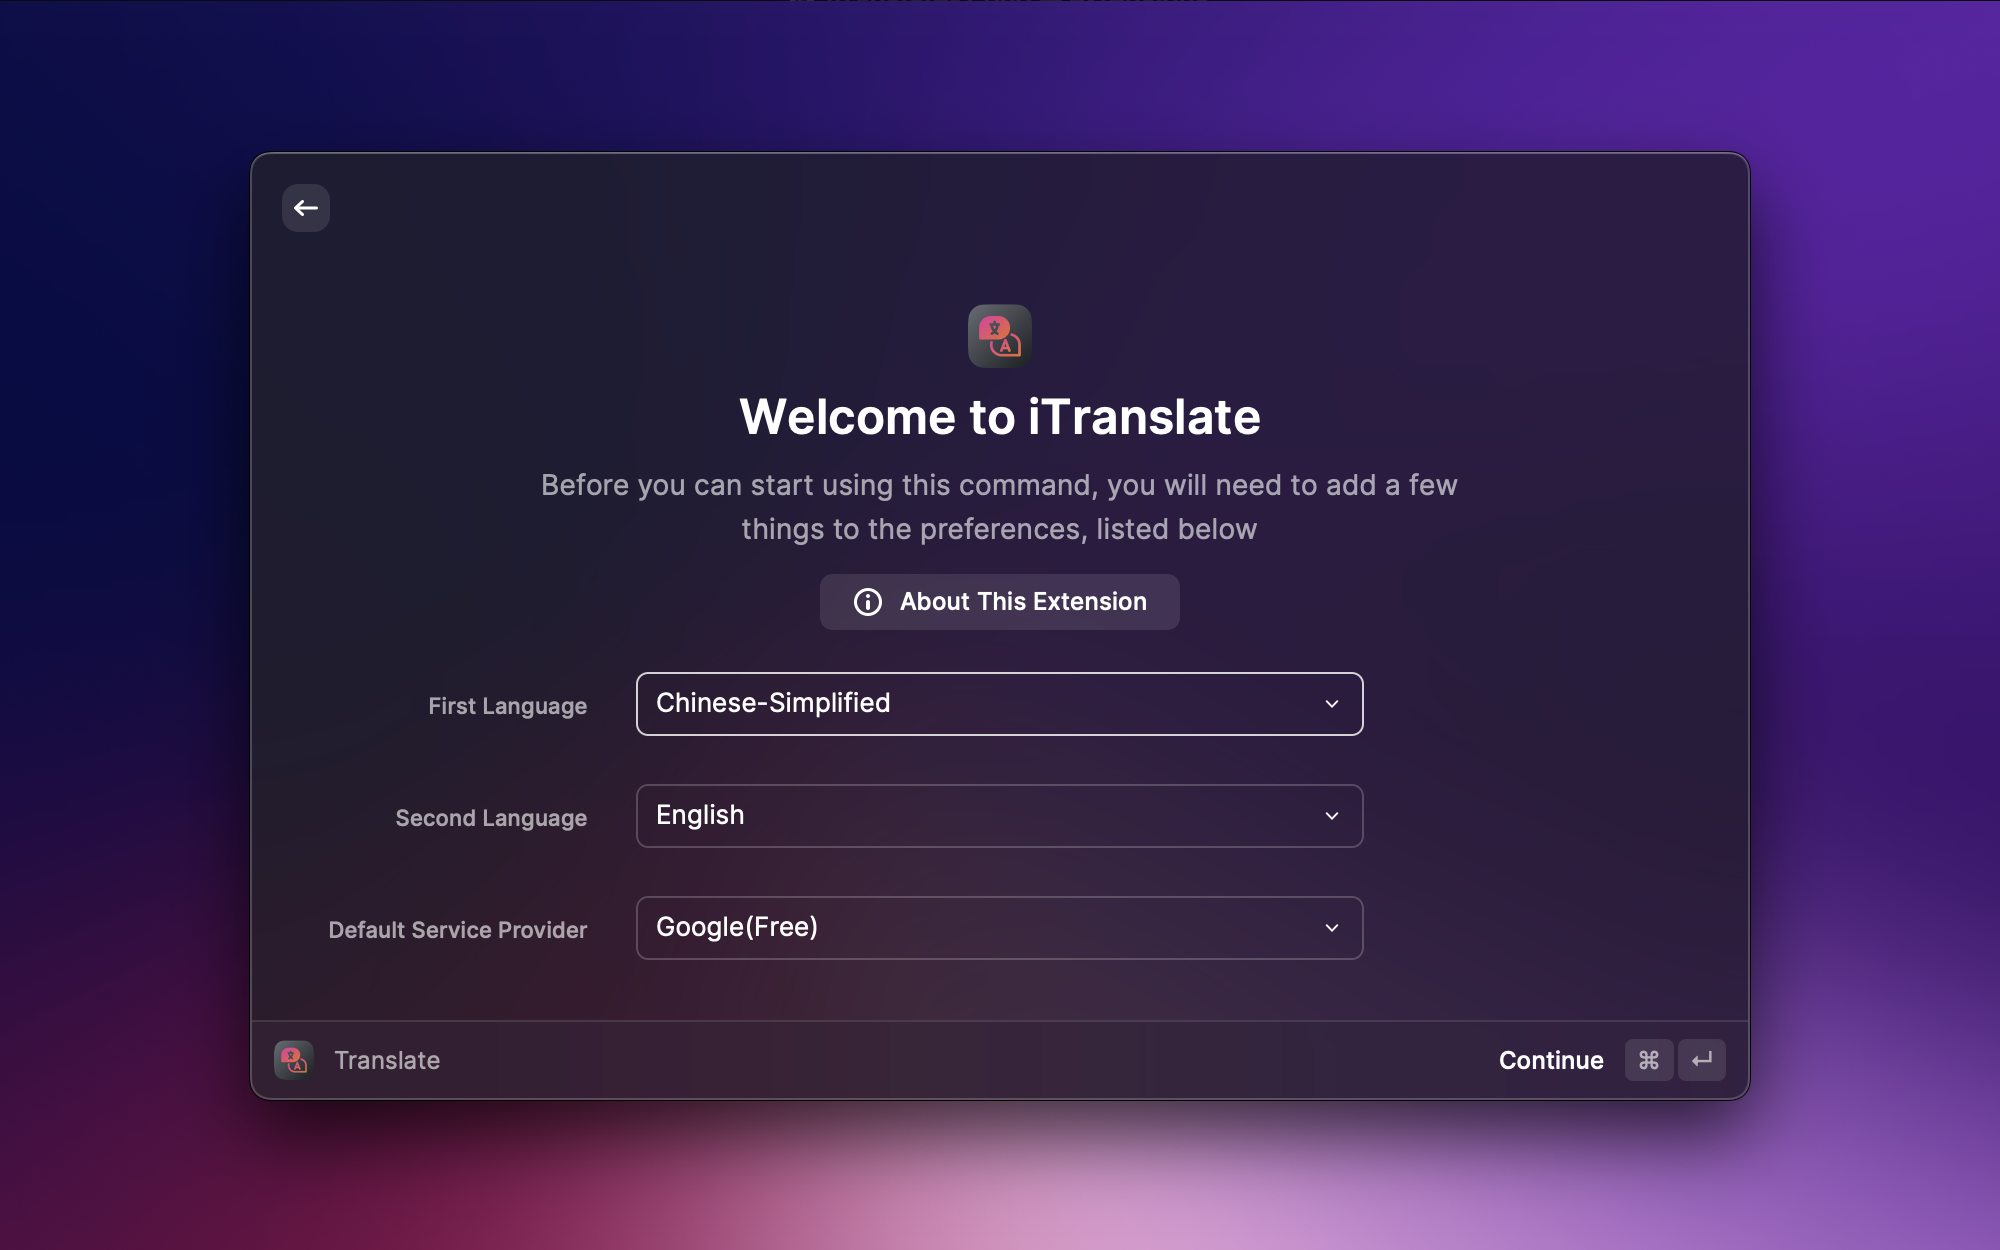 Welcome to iTranslate
Before you can start using this command, you will need to add a few
things to the preferences, listed below
About This Extension
First Language
Chinese-Simplified
Second Language
English
Default Service Provider
Google(Free)
Translate
Continue ⌘ ↵